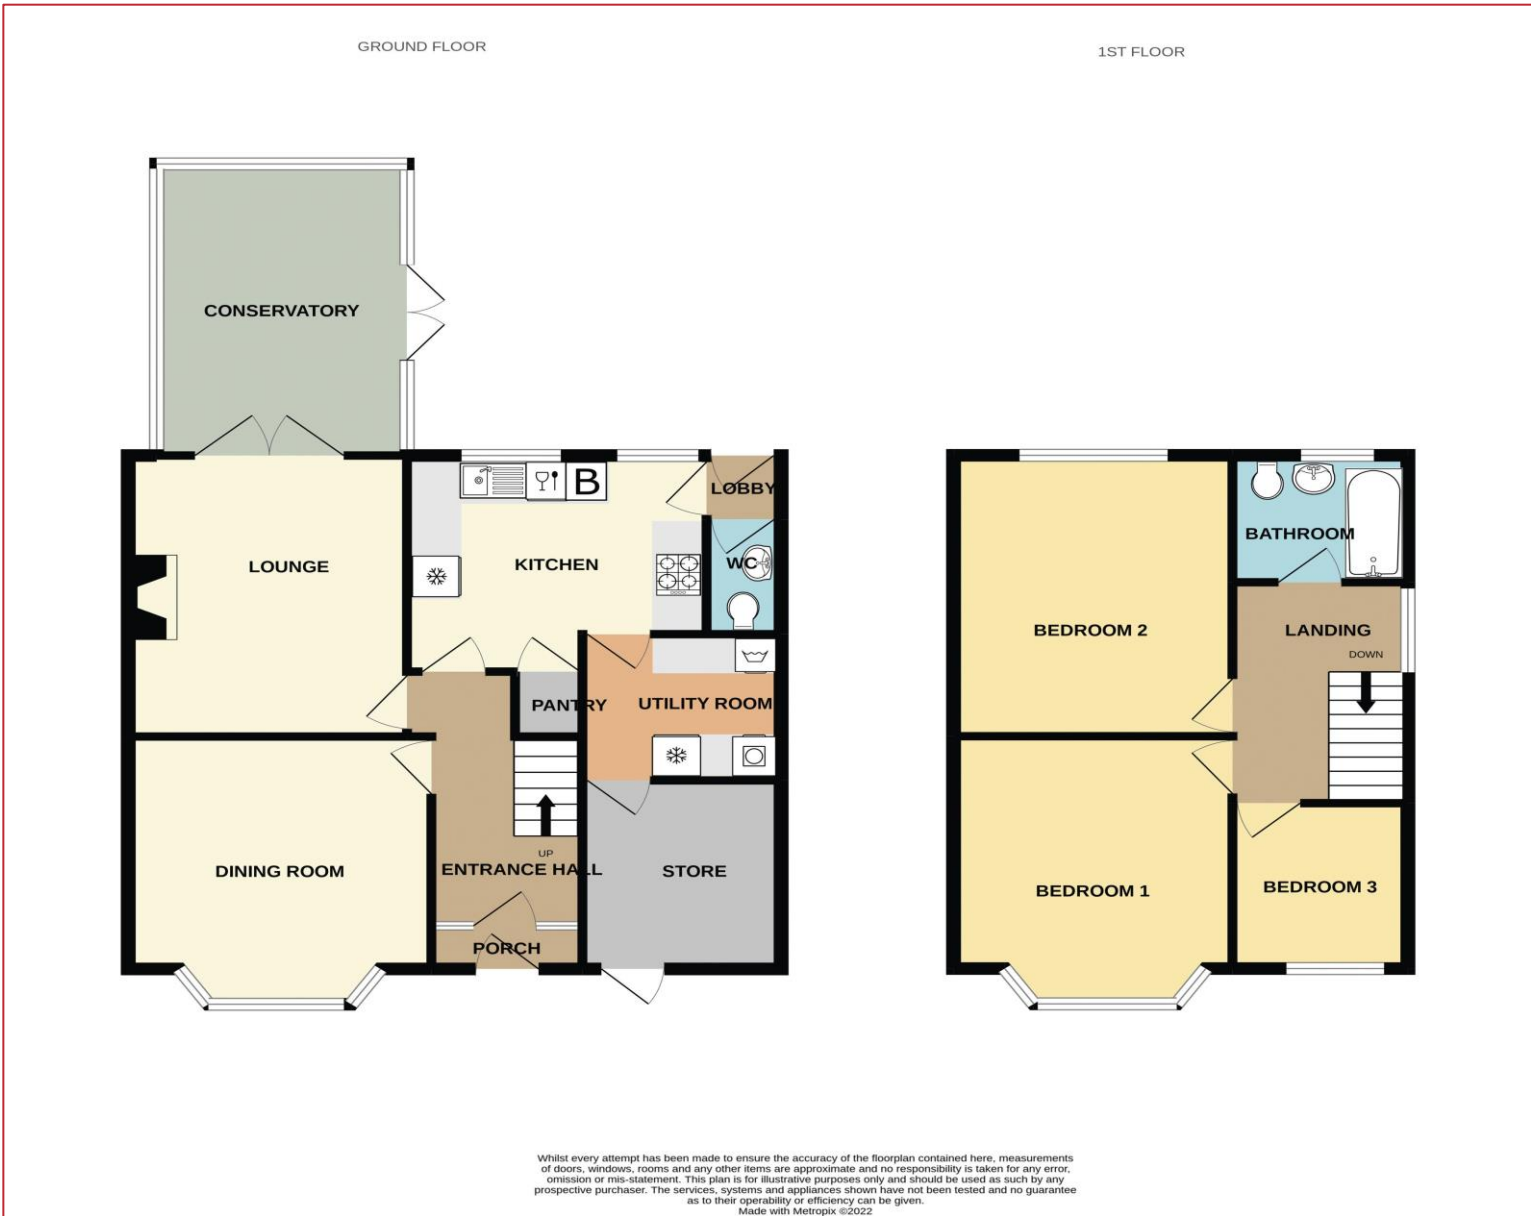 GROUND FLOOR
1ST FLOOR
CONSERVATORY
B
LOBBY
LOUNGE
KITCHEN
WC
PANTRY
UTILITY ROOM
DINING ROOM
UP
ENTRANCE HALL
STORE
PORCH
BATHROOM
BEDROOM 2
LANDING
DOWN
BEDROOM 1
BEDROOM 3
Whilst every attempt has been made to ensure the accuracy of the floorplan contained here, measurements
of doors, windows, rooms and any other items are approximate and no responsibility is taken for any error,
omission or mis-statement. This plan is for illustrative purposes only and should be used as such by any
prospective purchaser. The services, systems and appliances shown have not been tested and no guarantee
as to their operability or efficiency can be given.
Made with Metropix ©2022